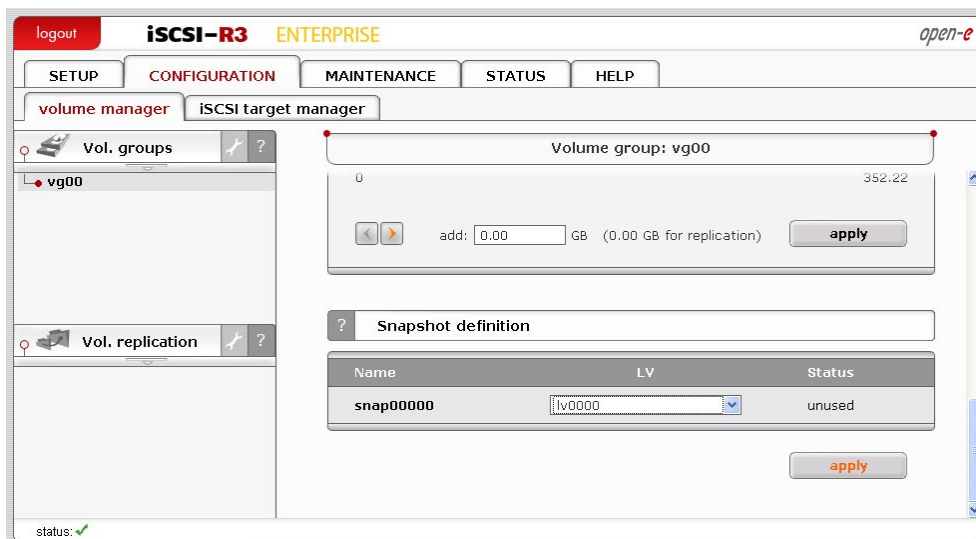 logout
iSCSI-R3 ENTERPRISE
open-e
SETUP
CONFIGURATION
MAINTENANCE
STATUS
HELP
volume manager
iSCSI target manager
Vol. groups
?
vg00
Vol. replication
?
Volume group: vg00
0 352.22
add: 0.00 GB (0.00 GB for replication) apply
? Snapshot definition
Name LV Status
snap00000 lv0000 unused
apply
status: